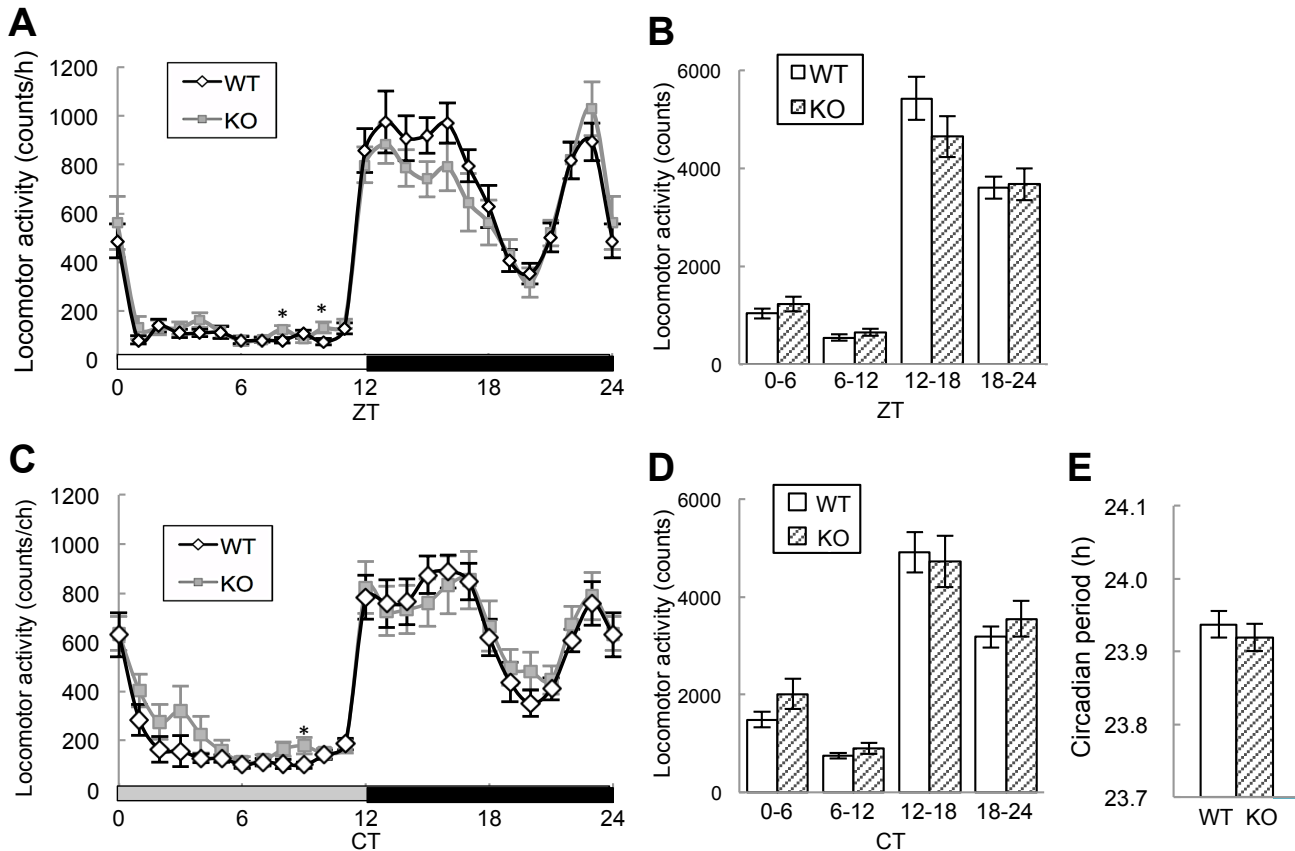 A
Locomotor activity (counts/h)
1200
1000
800
600
400
200
0
WT
KO
*
*
0 6 12 18 24
ZT
B
Locomotor activity (counts)
6000
4000
2000
0
WT
KO
0-6 6-12 12-18 18-24
ZT
C
Locomotor activity (counts/ch)
1200
1000
800
600
400
200
0
WT
KO
*
0 6 12 18 24
CT
D
Locomotor activity (counts)
6000
4000
2000
0
WT
KO
0-6 6-12 12-18 18-24
CT
E
Circadian period (h)
24.1
24.0
23.9
23.8
23.7
WT KO